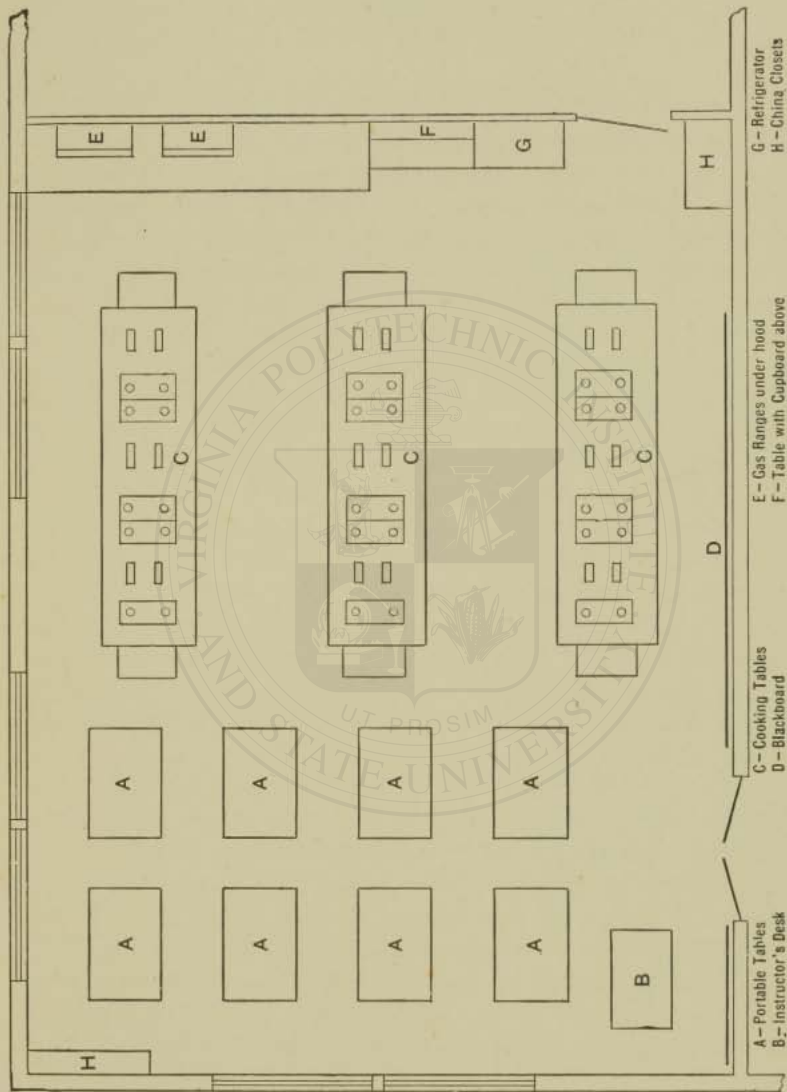 H
E
A A
C
E
A A
A A
C
F
A A
G
B
C
H
D
A – Portable Tables
B – Instructor's Desk
C – Cooking Tables
D – Blackboard
E – Gas Ranges under hood
F – Table with Cupboard above
G – Refrigerator
H – China Closets
VIRGINIA POLYTECHNIC INSTITUTE
AND STATE UNIVERSITY
UT PROSIM